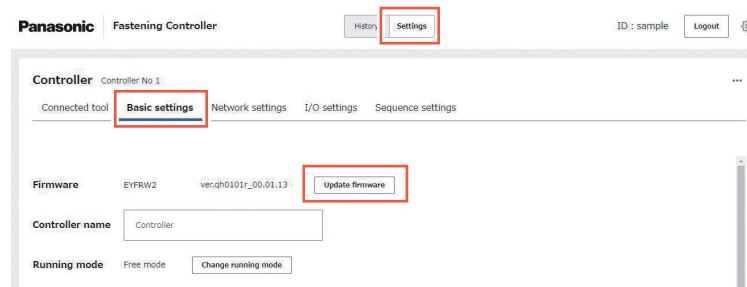 Panasonic Fastening Controller History Settings ID : sample Logout
Controller Controller No 1
Connected tool Basic settings Network settings I/O settings Sequence settings
Firmware EYFRW2 ver.qh0101r_00.01.13 Update firmware
Controller name Controller
Running mode Free mode Change running mode